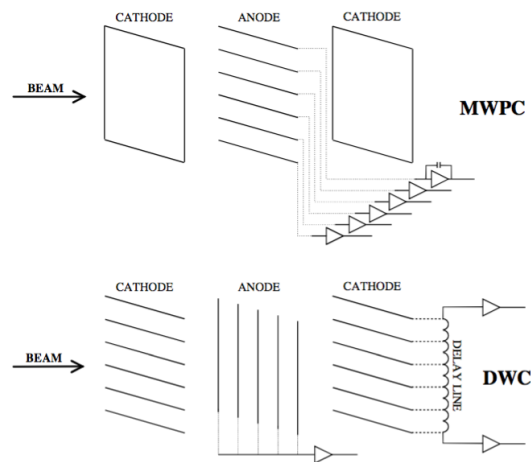 CATHODE ANODE CATHODE
BEAM
MWPC
CATHODE ANODE CATHODE
BEAM
DELAY LINE
DWC